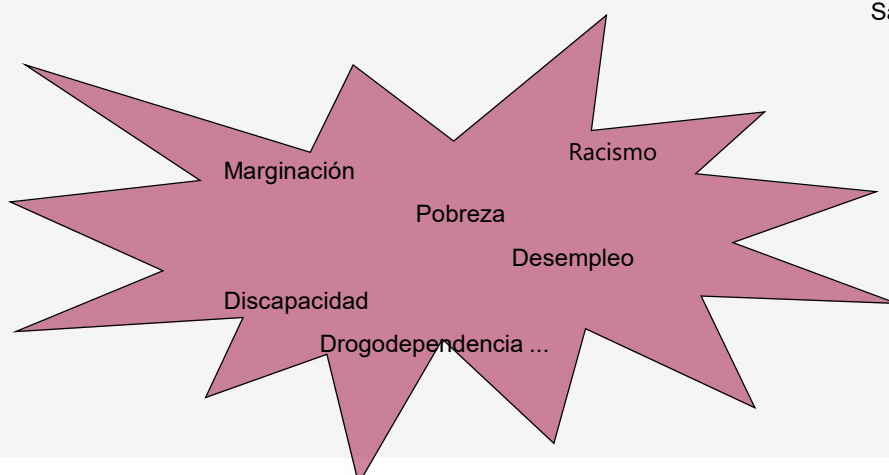 Marginación
Racismo
Pobreza
Desempleo
Discapacidad
Drogodependencia ...